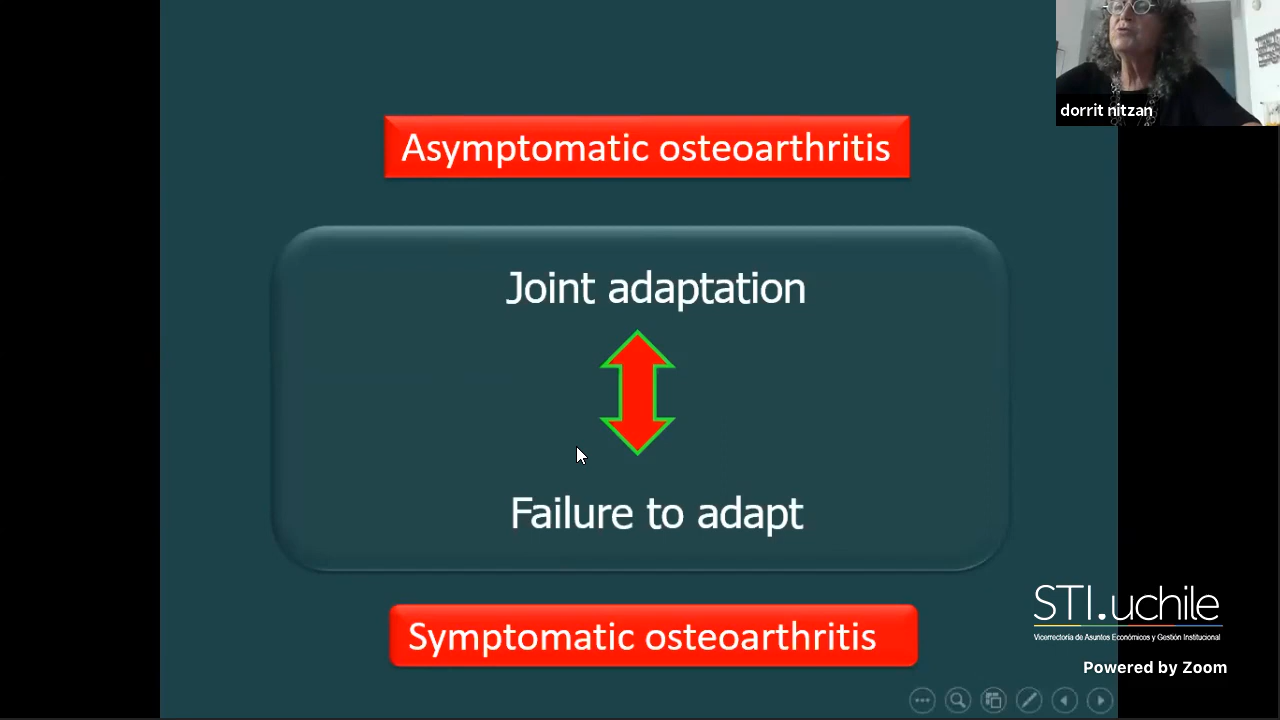 dorrit nitzan
Asymptomatic osteoarthritis
Joint adaptation
Failure to adapt
Symptomatic osteoarthritis
STI.uchile
Vicerrectoría de Asuntos Económicos y Gestión Institucional
Powered by Zoom